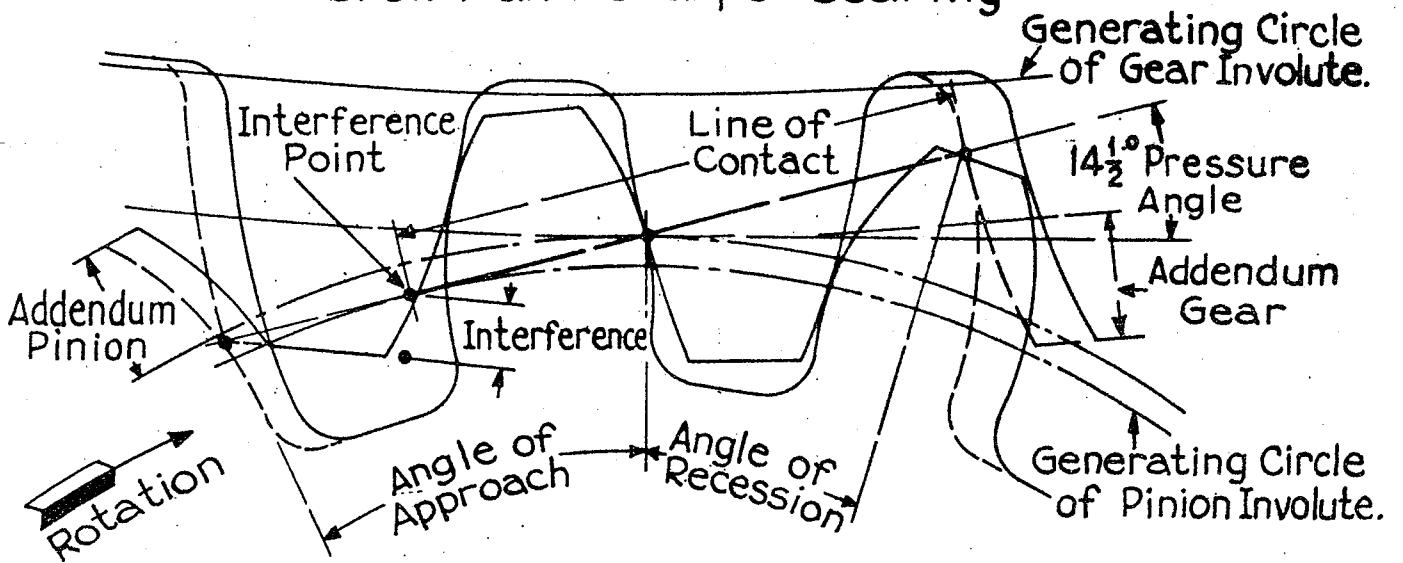 Gearing
Generating Circle
of Gear Involute.
Interference
Point
Line of
Contact
14½° Pressure
Angle
Addendum
Pinion
Interference
Addendum
Gear
Rotation
Angle of
Approach
Angle of
Recession
Generating Circle
of Pinion Involute.